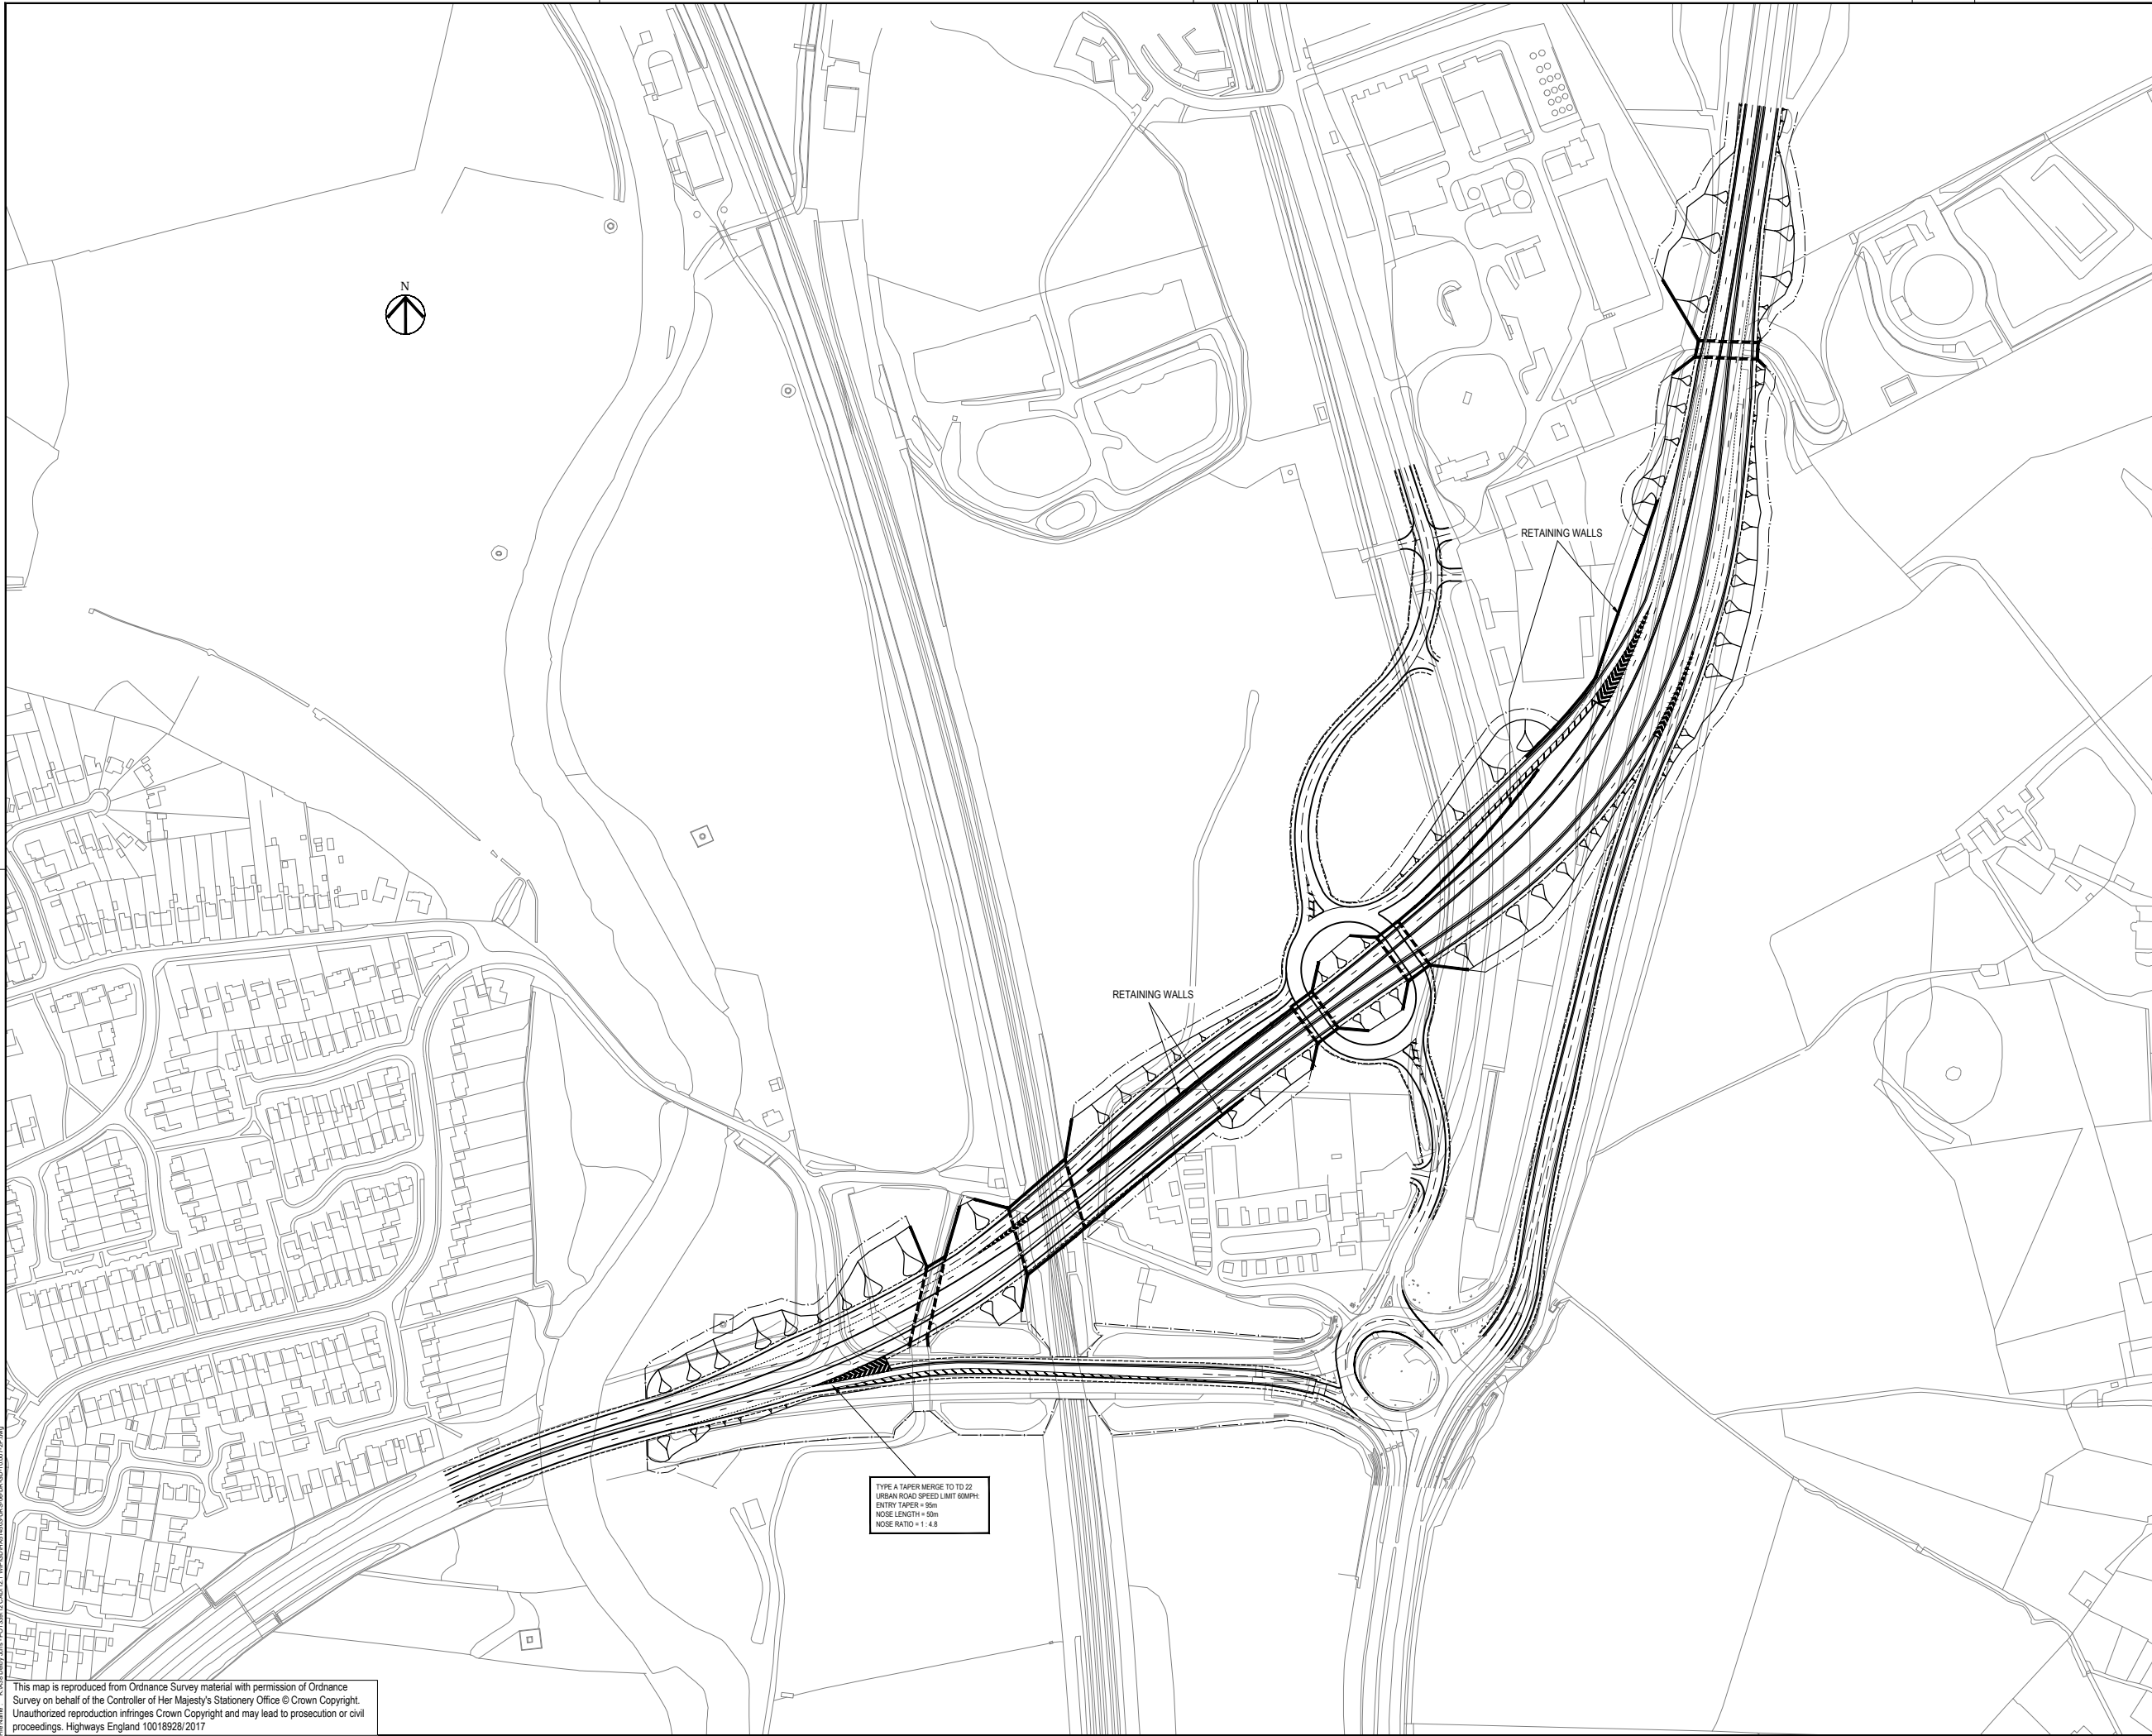 N
RETAINING WALLS
RETAINING WALLS
TYPE A TAPER MERGE TO TD 22
URBAN ROAD SPEED LIMIT 60MPH:
ENTRY TAPER = 95m
NOSE LENGTH = 50m
NOSE RATIO = 1 : 4.8
This map is reproduced from Ordnance Survey material with permission of Ordnance
Survey on behalf of the Controller of Her Majesty's Stationery Office © Crown Copyright.
Unauthorized reproduction infringes Crown Copyright and may lead to prosecution or civil
proceedings. Highways England 10018928/2017